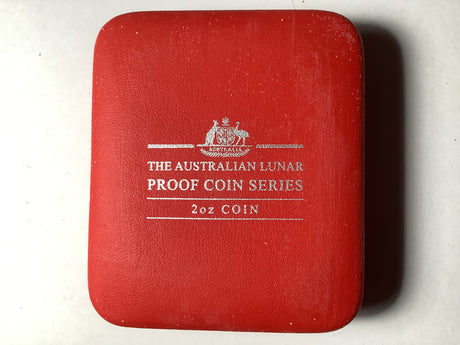 AUSTRALIA
THE AUSTRALIAN LUNAR
PROOF COIN SERIES
2oz COIN